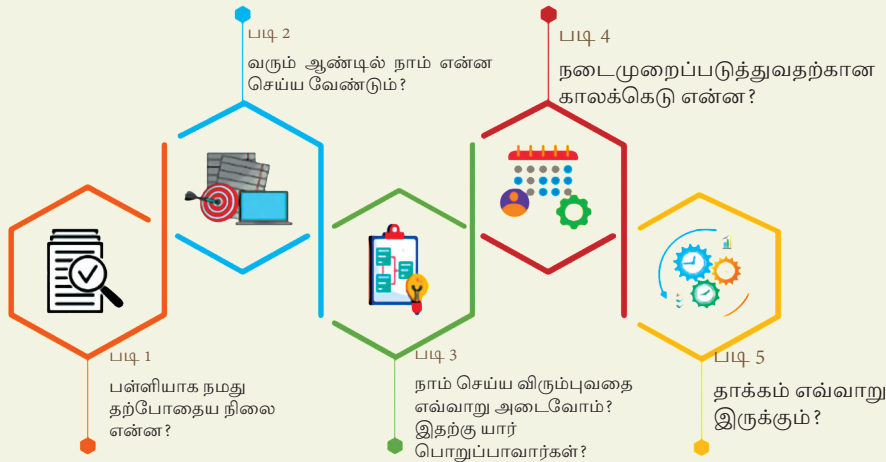 படி 1
பள்ளியாக நமது
தற்போதைய நிலை
என்ன?
படி 2
வரும் ஆண்டில் நாம் என்ன
செய்ய வேண்டும்?
படி 3
நாம் செய்ய விரும்புவதை
எவ்வாறு அடைவோம்?
இதற்கு யார்
பொறுப்பாவார்கள்?
படி 4
நடைமுறைப்படுத்துவதற்கான
காலக்கெடு என்ன?
படி 5
தாக்கம் எவ்வாறு
இருக்கும்?